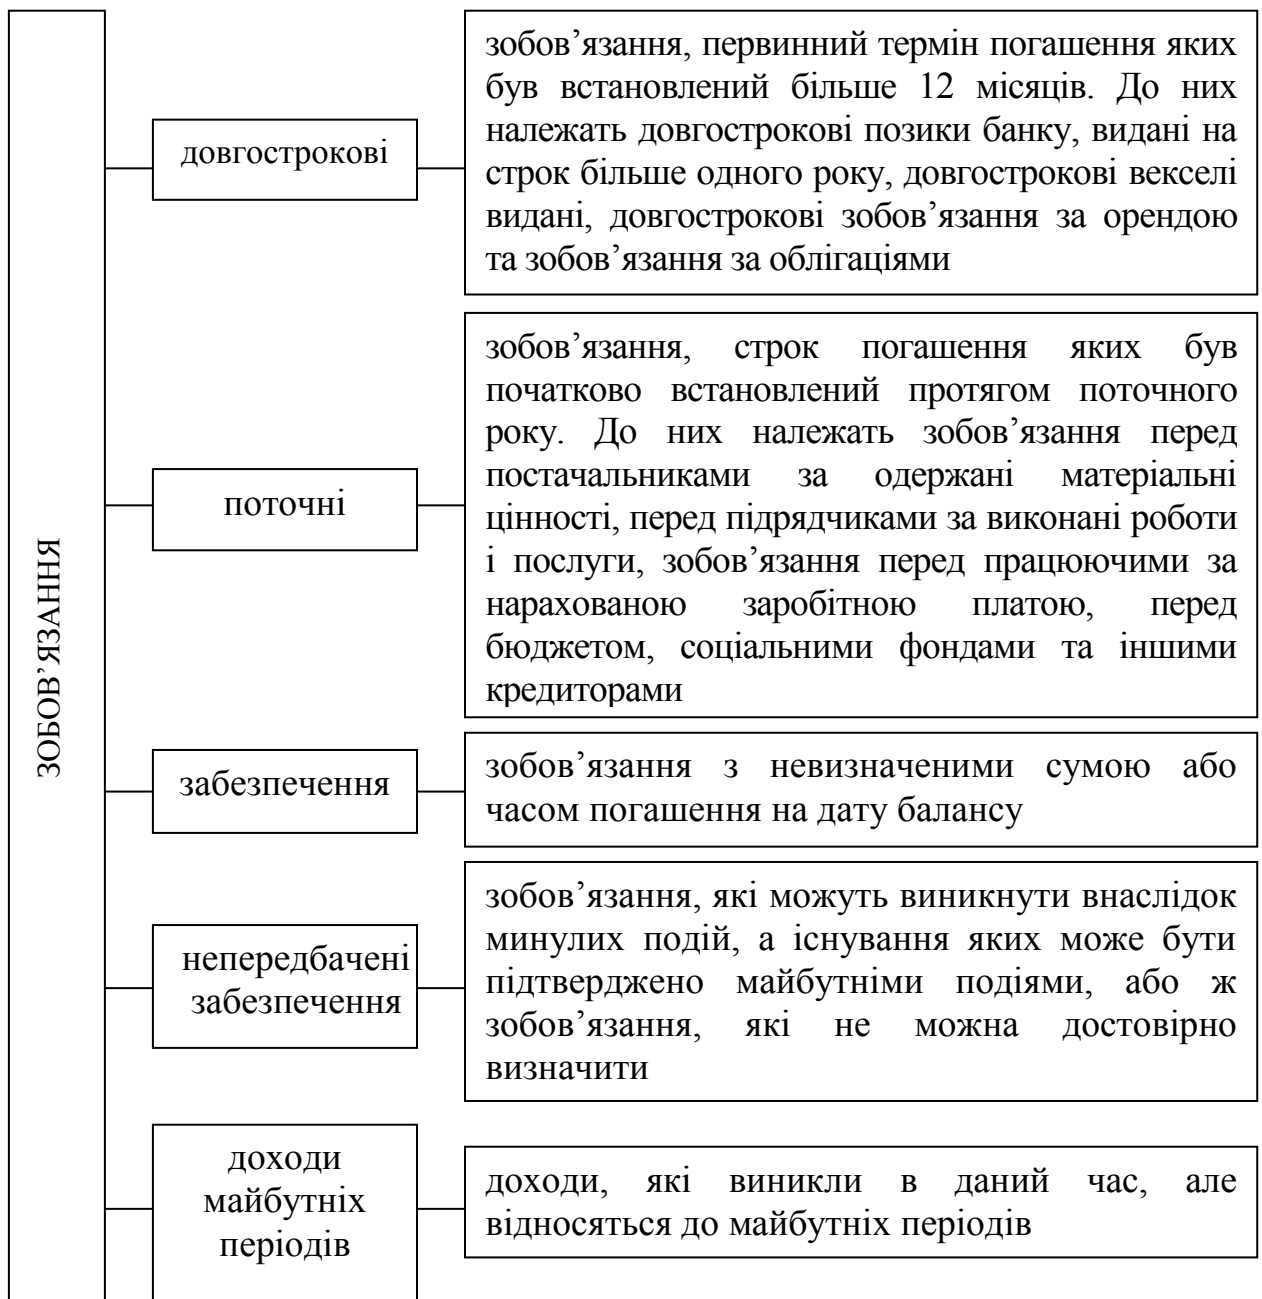 ЗОБОВ’ЯЗАННЯ
довгострокові
зобов’язання, первинний термін погашення яких
був встановлений більше 12 місяців. До них
належать довгострокові позики банку, видані на
строк більше одного року, довгострокові векселі
видані, довгострокові зобов’язання за орендою
та зобов’язання за облігаціями
поточні
зобов’язання, строк погашення яких був
початково встановлений протягом поточного
року. До них належать зобов’язання перед
постачальниками за одержані матеріальні
цінності, перед підрядчиками за виконані роботи
і послуги, зобов’язання перед працюючими за
нарахованою заробітною платою, перед
бюджетом, соціальними фондами та іншими
кредиторами
забезпечення
зобов’язання з невизначеними сумою або
часом погашення на дату балансу
непередбачені
забезпечення
зобов’язання, які можуть виникнути внаслідок
минулих подій, а існування яких може бути
підтверджено майбутніми подіями, або ж
зобов’язання, які не можна достовірно
визначити
доходи
майбутніх
періодів
доходи, які виникли в даний час, але
відносяться до майбутніх періодів